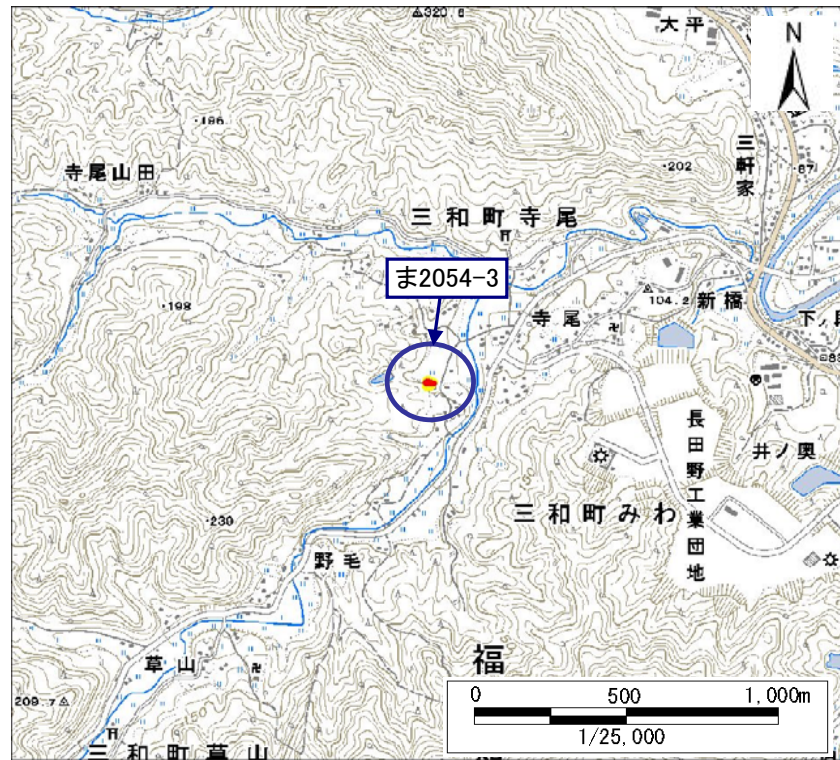 320.8
大平
N
196
三軒家
寺尾山田
202
87
三和町寺尾
ま2054-3
198
104.2
新橋
寺尾
長田野工業団地
井ノ奥
三和町みわ
230
野毛
福
草山
150
209.7
0 500 1,000m
1/25,000
三和町草山